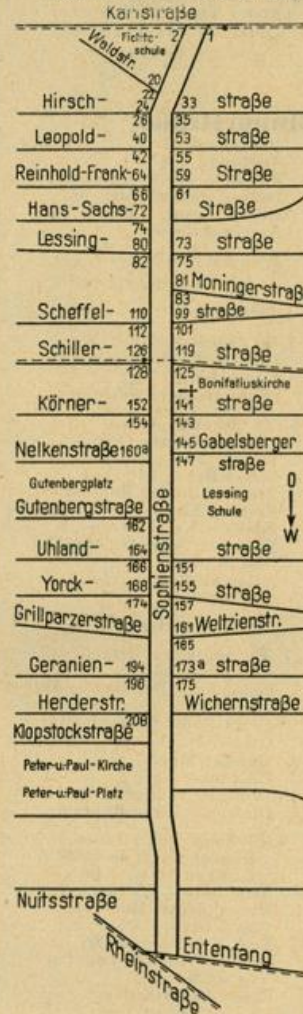 Karlstraße
Fichte-
schule
2 1
Waldstr.
20
22
24 33
Hirsch- straße
26 35
Leopold- 40 53 straße
42 55
Reinhold-Frank-64 59 Straße
66 61
Hans-Sachs-72 Straße
74
Lessing- 80 73 straße
82 75
81 Moningerstraße
83
Scheffel- 110 99 straße
112 101
Schiller- 126 119 straße
128 125
Bonifatiuskirche
Körner- 152 141 straße
154 143
Nelkenstraße 160a 145 Gabelsberger
147 straße
Gutenbergplatz
Gutenbergstraße
162
Lessing
Schule
O
W
Sophienstraße
Uhland- 164 straße
166 151
Yorck- 168 155 straße
174 157
Grillparzerstraße 161 Weltzienstr.
165
Geranien- 194 173a straße
196 175
Herderstr. Wichernstraße
208
Klopstockstraße
Peter-u:Paul-Kirche
Peter-u:Paul-Platz
Nuitsstraße
Rheinstraße
Entenfang